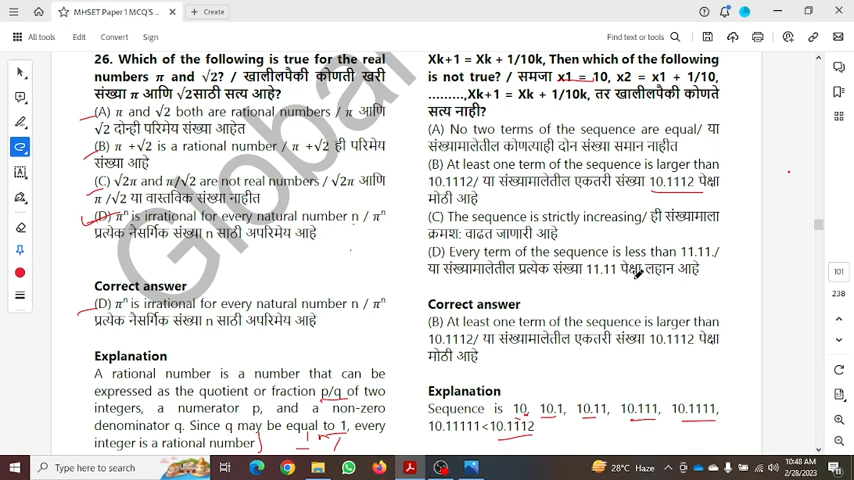 MHSET Paper 1 MCQ'S ...
+ Create
All tools
Edit
Convert
Sign
Find text or tools
26. Which of the following is true for the real
numbers π and √2? / खालीलपैकी कोणती खरी
संख्या π आणि √2साठी सत्य आहे?
(A) π and √2 both are rational numbers / π आणि
√2 दोन्ही परिमेय संख्या आहेत
(B) π +√2 is a rational number / π +√2 ही परिमेय
संख्या आहे
(C) √2π and π/√2 are not real numbers / √2π आणि
π /√2 या वास्तविक संख्या नाहीत
(D) πⁿ is irrational for every natural number n / πⁿ
प्रत्येक नैसर्गिक संख्या n साठी अपरिमेय आहे
Correct answer
(D) πⁿ is irrational for every natural number n / πⁿ
प्रत्येक नैसर्गिक संख्या n साठी अपरिमेय आहे
Explanation
A rational number is a number that can be
expressed as the quotient or fraction p/q of two
integers, a numerator p, and a non-zero
denominator q. Since q may be equal to 1, every
integer is a rational number
Xk+1 = Xk + 1/10k, Then which of the following
is not true? / समजा x1 = 10, x2 = x1 + 1/10,
.........,Xk+1 = Xk + 1/10k, तर खालीलपैकी कोणते
सत्य नाही?
(A) No two terms of the sequence are equal/ या
संख्यामालेतील कोणत्याही दोन संख्या समान नाहीत
(B) At least one term of the sequence is larger than
10.1112/ या संख्यामालेतील एकतरी संख्या 10.1112 पेक्षा
मोठी आहे
(C) The sequence is strictly increasing/ ही संख्यामाला
क्रमश: वाढत जाणारी आहे
(D) Every term of the sequence is less than 11.11./
या संख्यामालेतील प्रत्येक संख्या 11.11 पेक्षा लहान आहे
Correct answer
(B) At least one term of the sequence is larger than
10.1112/ या संख्यामालेतील एकतरी संख्या 10.1112 पेक्षा
मोठी आहे
Explanation
Sequence is 10, 10.1, 10.11, 10.111, 10.1111,
10.11111<10.1112
Global
101
238
Type here to search
28°C Haze
10:48 AM
2/28/2023